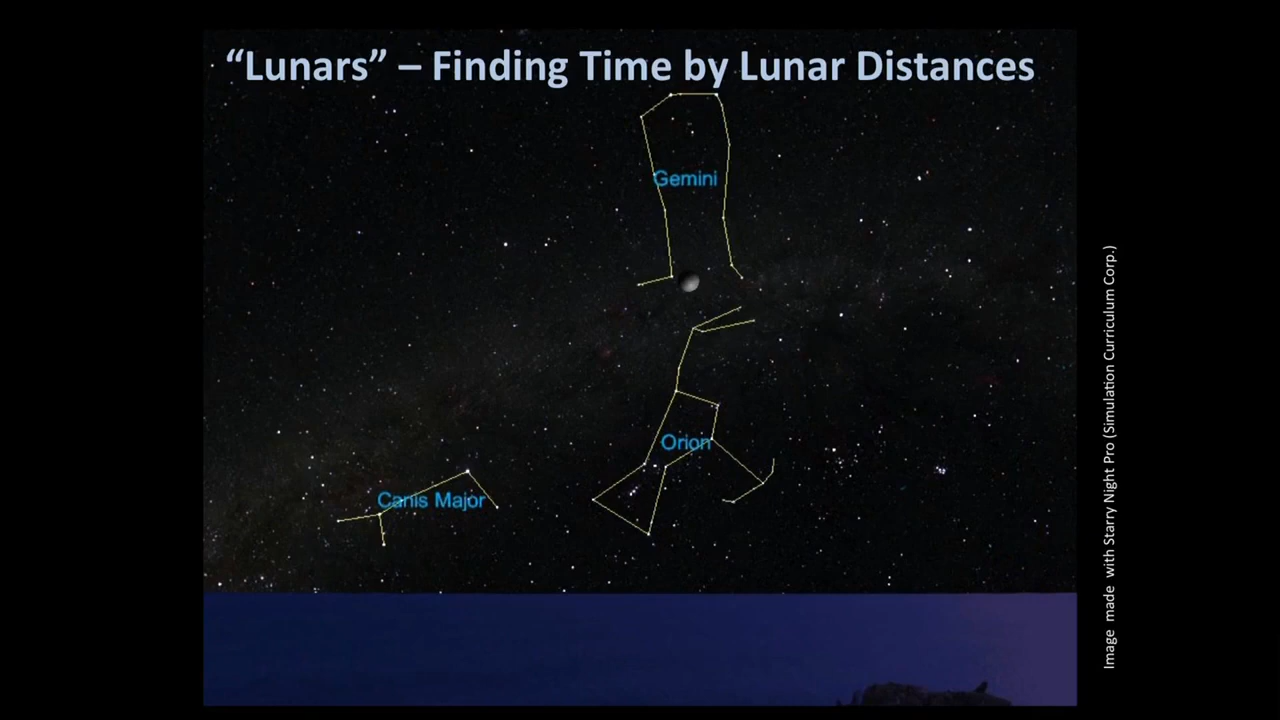 “Lunars” – Finding Time by Lunar Distances
Gemini
Orion
Canis Major
Image made with Starry Night Pro (Simulation Curriculum Corp.)